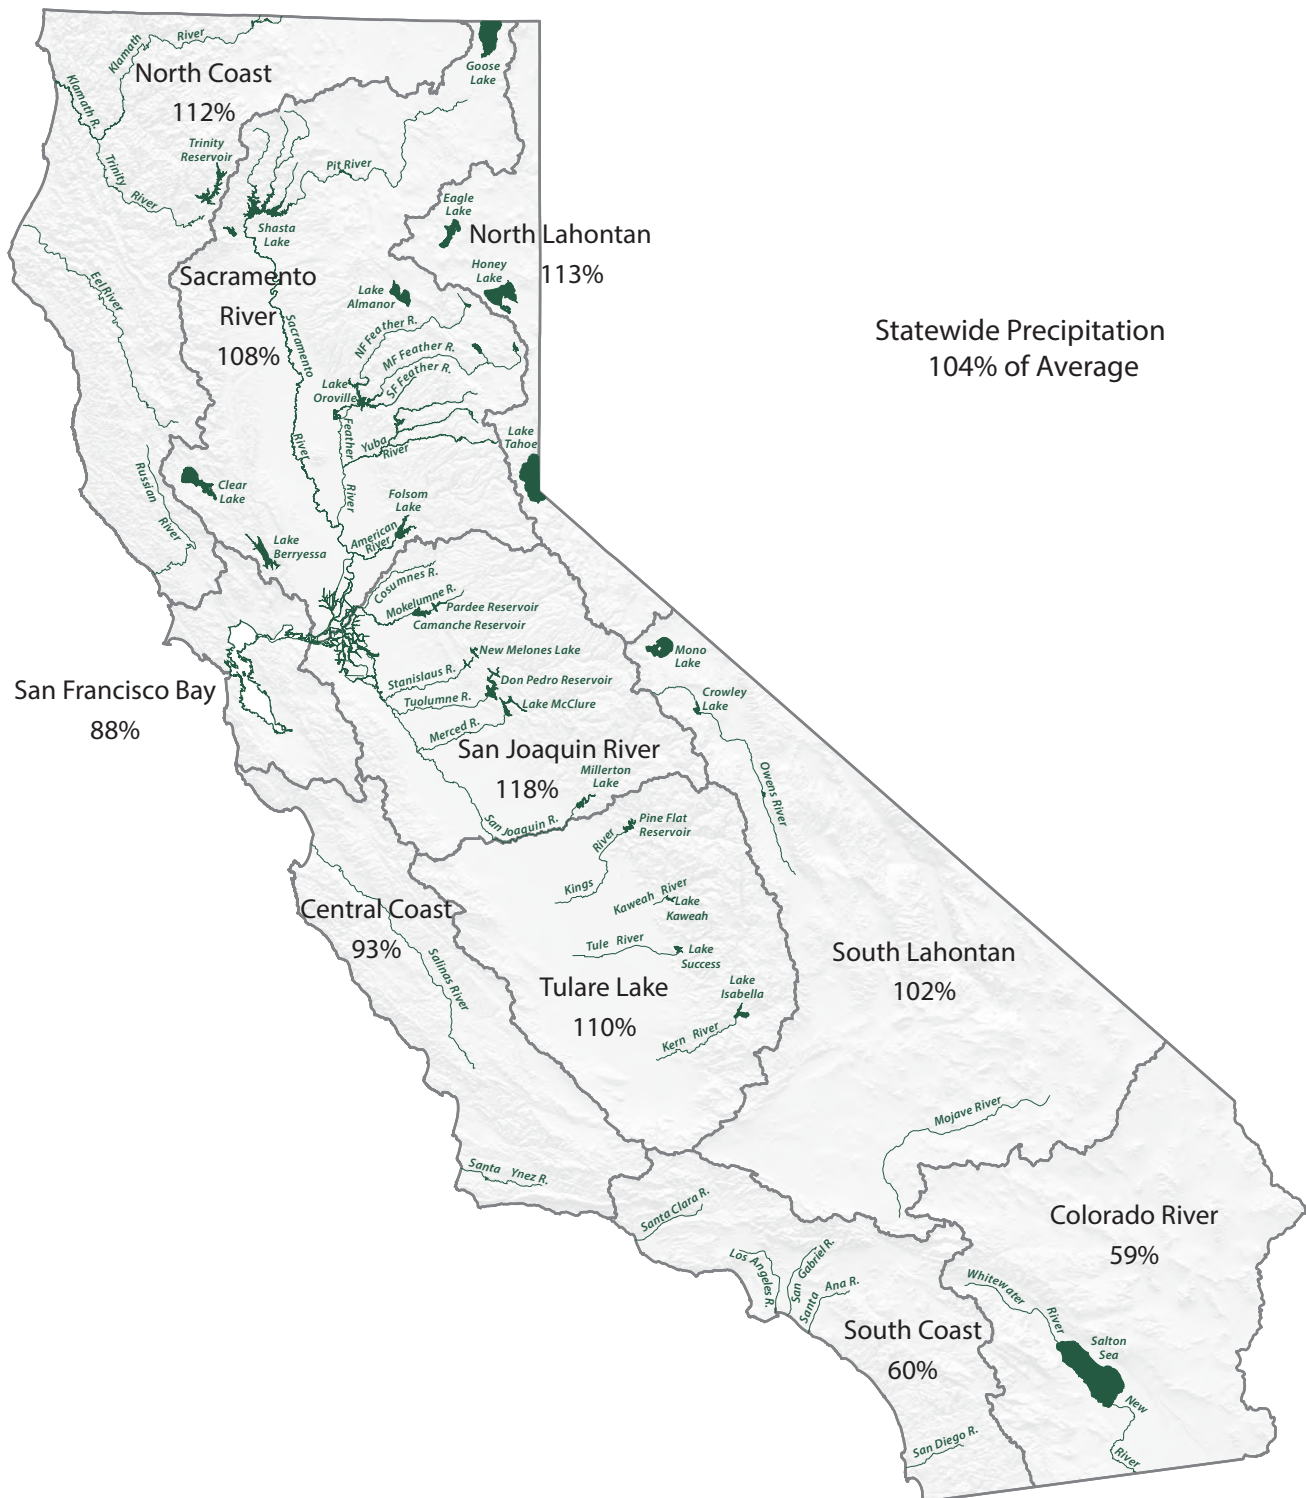 Klamath
River
Goose
Lake
North Coast
112%
Klamath R.
Trinity
Reservoir
Trinity
River
Pit River
Shasta
Lake
Eagle
Lake
North Lahontan
113%
Honey
Lake
Sacramento
River
108%
Lake
Almanor
Eel River
Sacramento
River
NF Feather R.
MF Feather R.
SF Feather R.
Lake
Oroville
Feather
River
Yuba
River
Lake
Tahoe
Statewide Precipitation
104% of Average
Russian
River
Clear
Lake
Folsom
Lake
American
River
Lake
Berryessa
Cosumnes R.
Mokelumne R.
Pardee Reservoir
Camanche Reservoir
New Melones Lake
Stanislaus R.
Don Pedro Reservoir
Tuolumne R.
Lake McClure
Merced R.
Mono
Lake
Crowley
Lake
San Francisco Bay
88%
San Joaquin River
118%
Millerton
Lake
San Joaquin R.
Owens River
Pine Flat
Reservoir
Kings
River
Kaweah River
Lake
Kaweah
Central Coast
93%
Salinas River
Tule River
Lake
Success
Tulare Lake
110%
Lake
Isabella
Kern River
South Lahontan
102%
Mojave River
Santa Ynez R.
Santa Clara R.
Los Angeles R.
San Gabriel R.
Santa Ana R.
Colorado River
59%
Whitewater
River
South Coast
60%
Salton
Sea
New
River
San Diego R.